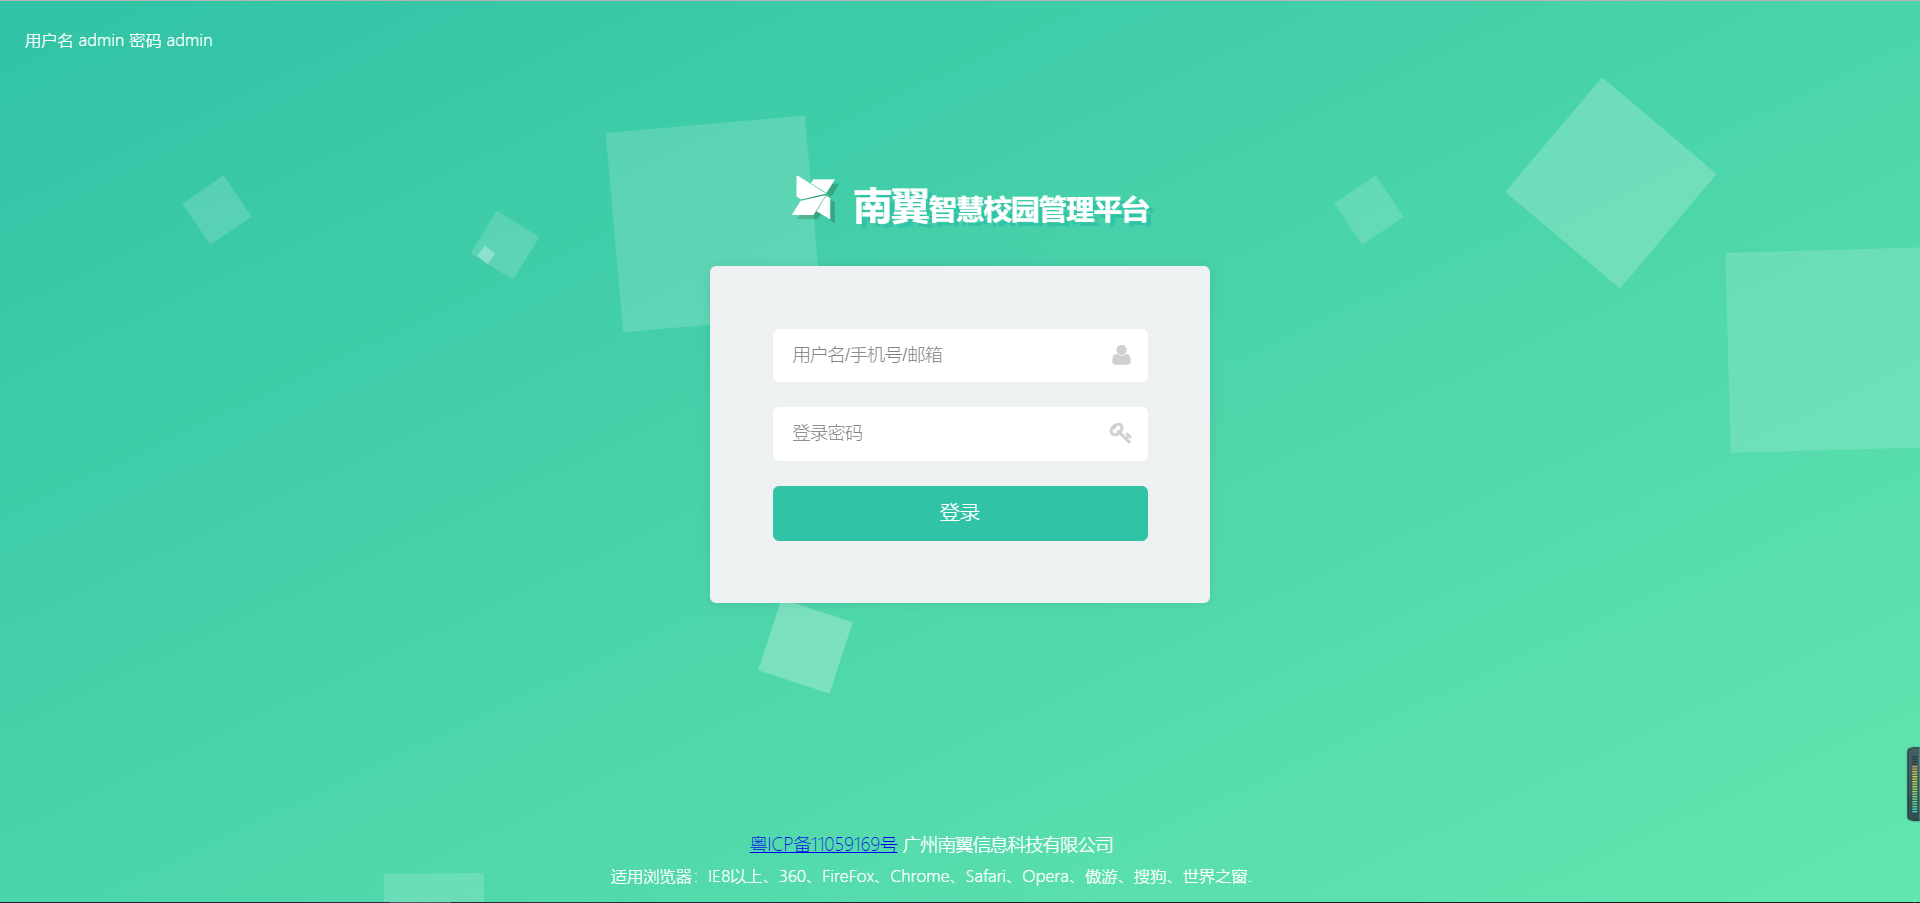 用户名 admin 密码 admin
南翼智慧校园管理平台
用户名/手机号/邮箱
登录密码
登录
粤ICP备11059169号 广州南翼信息科技有限公司
适用浏览器：IE8以上、360、FireFox、Chrome、Safari、Opera、傲游、搜狗、世界之窗.